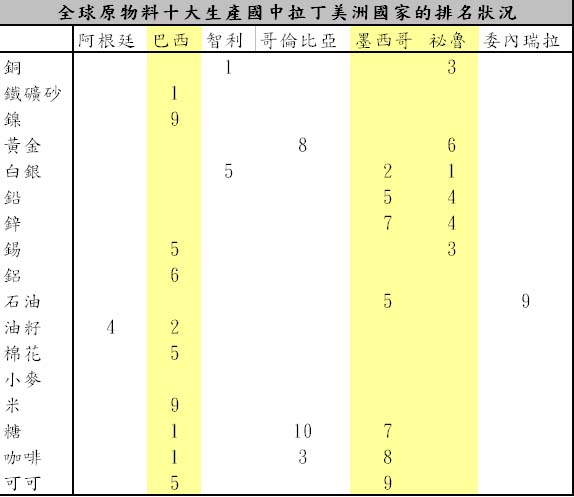 全球原物料十大生產國中拉丁美洲國家的排名狀況
阿根廷 巴西 智利 哥倫比亞 墨西哥 祕魯 委內瑞拉
銅 1 3
鐵礦砂 1
鎳 9
黃金 8 6
白銀 5 2 1
鉛 5 4
鋅 7 4
錫 5 3
鋁 6
石油 5 9
油籽 4 2
棉花 5
小麥
米 9
糖 1 10 7
咖啡 1 3 8
可可 5 9